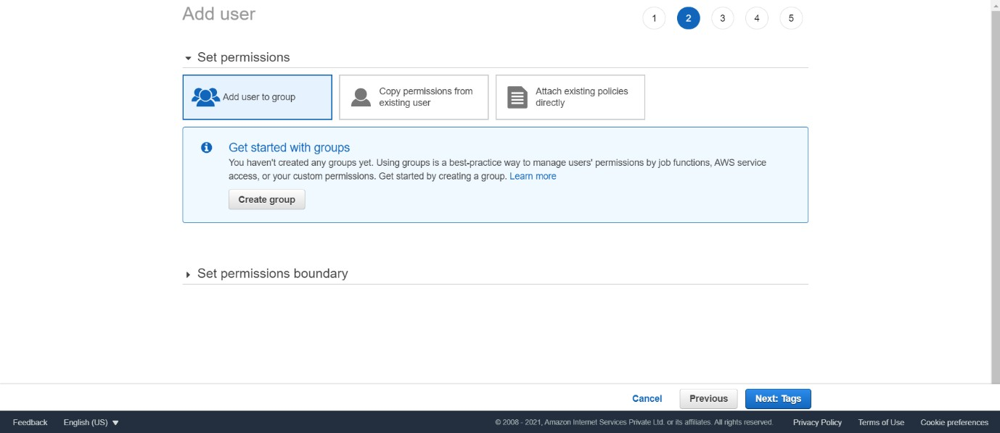 Add user
1 2 3 4 5
Set permissions
Add user to group
Copy permissions from
existing user
Attach existing policies
directly
Get started with groups
You haven't created any groups yet. Using groups is a best-practice way to manage users' permissions by job functions, AWS service
access, or your custom permissions. Get started by creating a group. Learn more
Create group
Set permissions boundary
Cancel Previous Next: Tags
Feedback English (US) © 2008 - 2021, Amazon Internet Services Private Ltd. or its affiliates. All rights reserved. Privacy Policy Terms of Use Cookie preferences